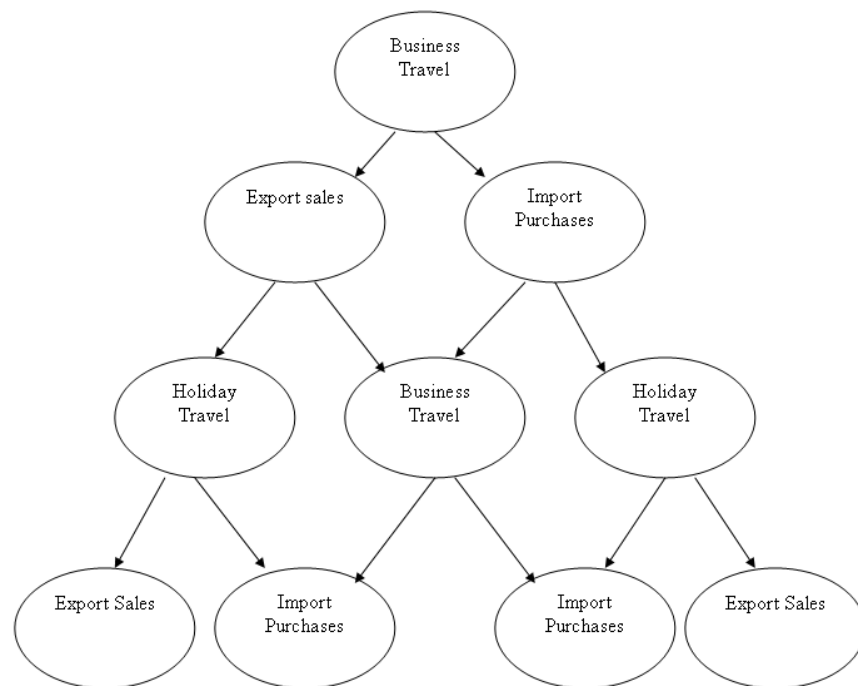 Business
Travel
Export sales
Import
Purchases
Holiday
Travel
Business
Travel
Holiday
Travel
Export Sales
Import
Purchases
Import
Purchases
Export Sales